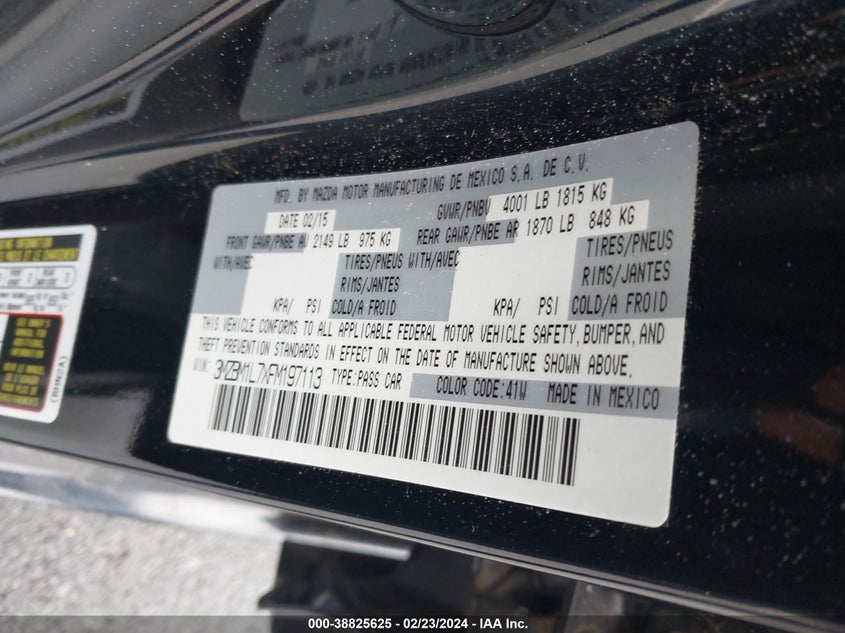 MFD. BY MAZDA MOTOR MANUFACTURING DE MEXICO S.A. DE C.V.
DATE 02/15 GVWR/PNBV 4001 LB 1815 KG
FRONT GAWR/PNBE AV 2149 LB 975 KG REAR GAWR/PNBE AR 1870 LB 848 KG
WITH/AVEC TIRES/PNEUS WITH/AVEC TIRES/PNEUS
RIMS/JANTES RIMS/JANTES
KPA/ PSI COLD/A FROID KPA/ PSI COLD/A FROID
THIS VEHICLE CONFORMS TO ALL APPLICABLE FEDERAL MOTOR VEHICLE SAFETY, BUMPER, AND
THEFT PREVENTION STANDARDS IN EFFECT ON THE DATE OF MANUFACTURE SHOWN ABOVE.
VIN: 3MZBM1L7XFM197113 TYPE:PASS CAR COLOR CODE:41W MADE IN MEXICO
(BHN2A)
000-38825625 - 02/23/2024 - IAA Inc.